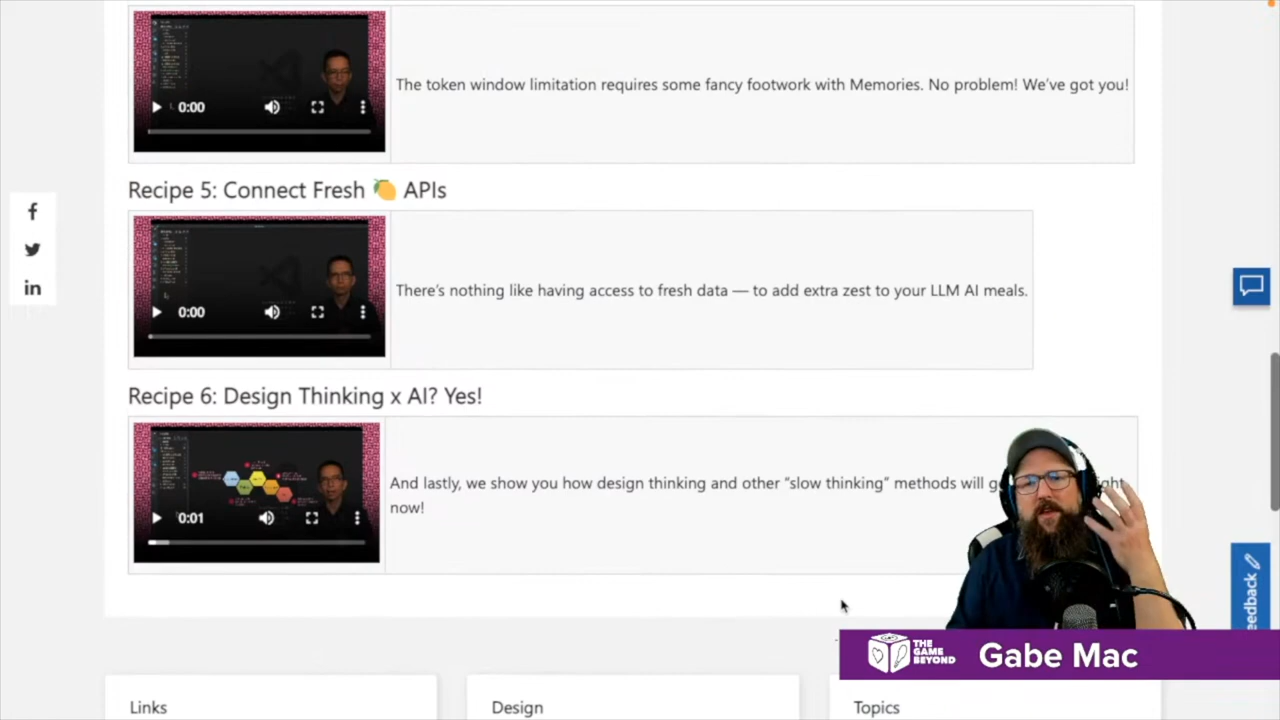 0:00
The token window limitation requires some fancy footwork with Memories. No problem! We've got you!
Recipe 5: Connect Fresh 🍋 APIs
0:00
There's nothing like having access to fresh data — to add extra zest to your LLM AI meals.
Recipe 6: Design Thinking x AI? Yes!
0:01
And lastly, we show you how design thinking and other “slow thinking” methods will
now!
edback
THE GAME
BEYOND
Gabe Mac
Links
Design
Topics